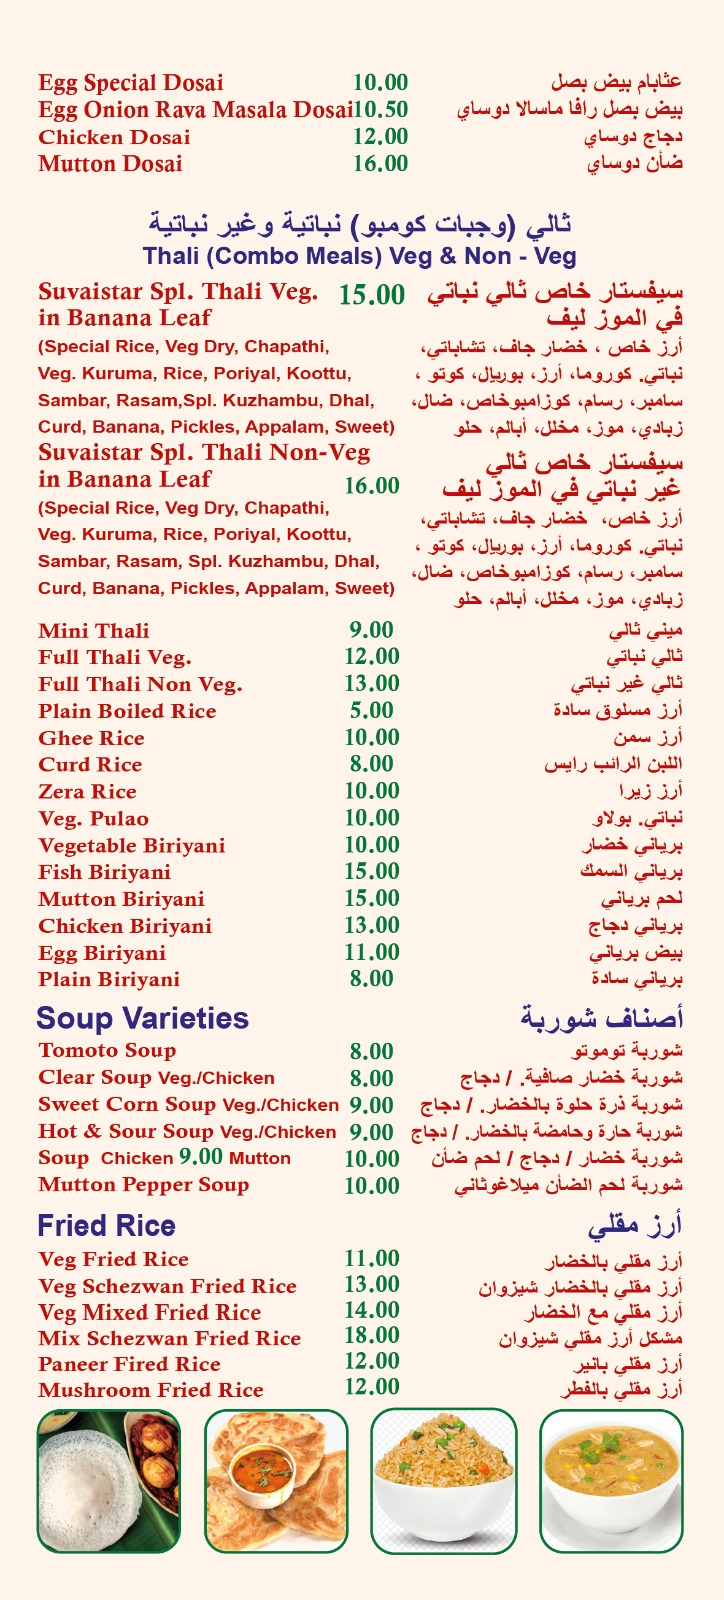 Egg Special Dosai 10.00 عثابام بيض بصل
Egg Onion Rava Masala Dosai 10.50 بيض بصل رافا ماسالا دوساي
Chicken Dosai 12.00 دجاج دوساي
Mutton Dosai 16.00 ضأن دوساي
ثالي (وجبات كومبو) نباتية وغير نباتية
Thali (Combo Meals) Veg & Non - Veg
Suvaistar Spl. Thali Veg. 15.00 سيفستار خاص ثالي نباتي
in Banana Leaf في الموز ليف
(Special Rice, Veg Dry, Chapathi, أرز خاص ، خضار جاف، تشاباتي،
Veg. Kuruma, Rice, Poriyal, Koottu, نباتي. كوروما، أرز، بوريإل، كوتو ،
Sambar, Rasam,Spl. Kuzhambu, Dhal, سامبر، رسام، كوزامبوخاص، ضال،
Curd, Banana, Pickles, Appalam, Sweet) زبادي، موز، مخلل، أبالم، حلو
Suvaistar Spl. Thali Non-Veg سيفستار خاص ثالي
in Banana Leaf 16.00 غير نباتي في الموز ليف
(Special Rice, Veg Dry, Chapathi, أرز خاص، خضار جاف، تشاباتي،
Veg. Kuruma, Rice, Poriyal, Koottu, نباتي. كوروما، أرز، بوريإل، كوتو ،
Sambar, Rasam, Spl. Kuzhambu, Dhal, سامبر، رسام، كوزامبوخاص، ضال،
Curd, Banana, Pickles, Appalam, Sweet) زبادي، موز، مخلل، أبالم، حلو
Mini Thali 9.00 ميني ثالي
Full Thali Veg. 12.00 ثالي نباتي
Full Thali Non Veg. 13.00 ثالي غير نباتي
Plain Boiled Rice 5.00 أرز مسلوق سادة
Ghee Rice 10.00 أرز سمن
Curd Rice 8.00 اللبن الرائب رايس
Zera Rice 10.00 أرز زيرا
Veg. Pulao 10.00 نباتي. بولاو
Vegetable Biriyani 10.00 برياني خضار
Fish Biriyani 15.00 برياني السمك
Mutton Biriyani 15.00 لحم برياني
Chicken Biriyani 13.00 برياني دجاج
Egg Biriyani 11.00 بيض برياني
Plain Biriyani 8.00 برياني سادة
Soup Varieties أصناف شوربة
Tomoto Soup 8.00 شوربة توموتو
Clear Soup Veg./Chicken 8.00 شوربة خضار صافية. / دجاج
Sweet Corn Soup Veg./Chicken 9.00 شوربة ذرة حلوة بالخضار. / دجاج
Hot & Sour Soup Veg./Chicken 9.00 شوربة حارة وحامضة بالخضار. / دجاج
Soup Chicken 9.00 Mutton 10.00 شوربة خضار / دجاج / لحم ضأن
Mutton Pepper Soup 10.00 شوربة لحم الضأن ميلاغوثاني
Fried Rice أرز مقلي
Veg Fried Rice 11.00 أرز مقلي بالخضار
Veg Schezwan Fried Rice 13.00 أرز مقلي بالخضار شيزوان
Veg Mixed Fried Rice 14.00 أرز مقلي مع الخضار
Mix Schezwan Fried Rice 18.00 مشكل أرز مقلي شيزوان
Paneer Fired Rice 12.00 أرز مقلي بانير
Mushroom Fried Rice 12.00 أرز مقلي بالفطر